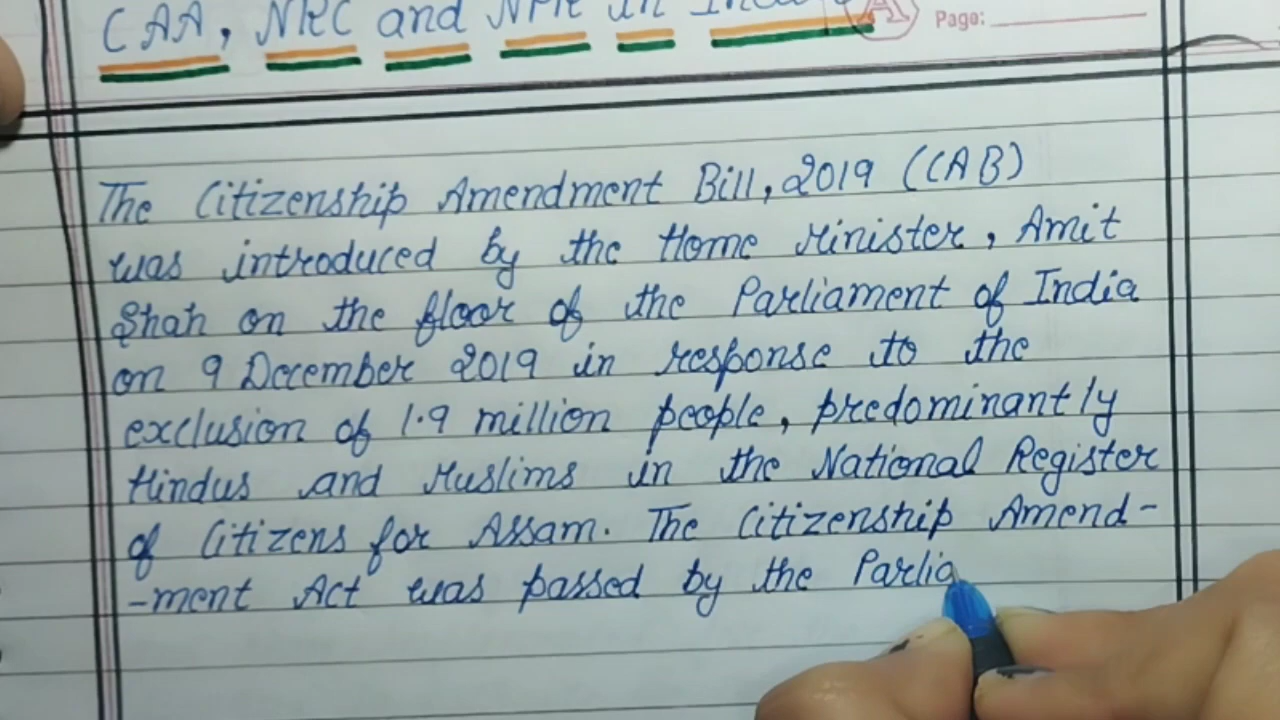 CAA, NRC and NPR in India
Page:
The Citizenship Amendment Bill, 2019 (CAB)
was introduced by the Home Minister, Amit
Shah on the floor of the Parliament of India
on 9 December 2019 in response to the
exclusion of 1.9 million people, predominantly
Hindus and Muslims in the National Register
of Citizens for Assam. The Citizenship Amend-
-ment Act was passed by the Parlia